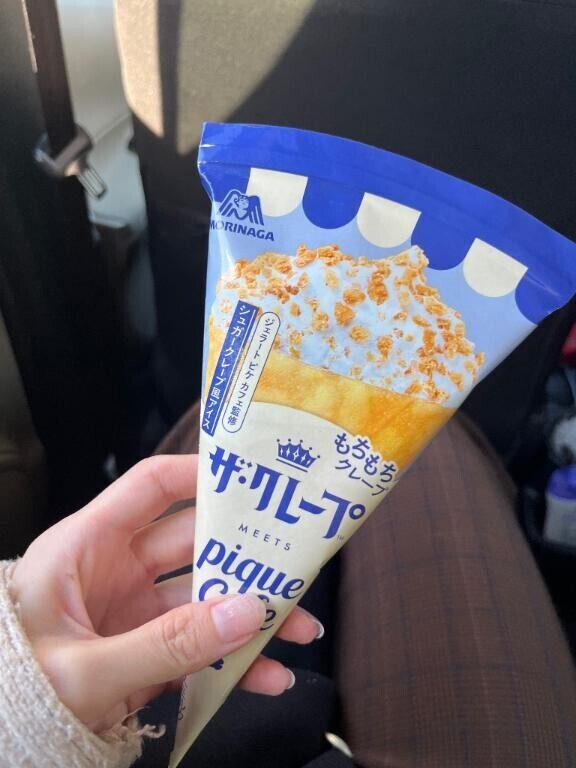 MORINAGA
ジェラート ピケ カフェ監修
シュガークレープ風アイス
もちもち
クレープ
ザ・クレープ
TM
MEETS
pique